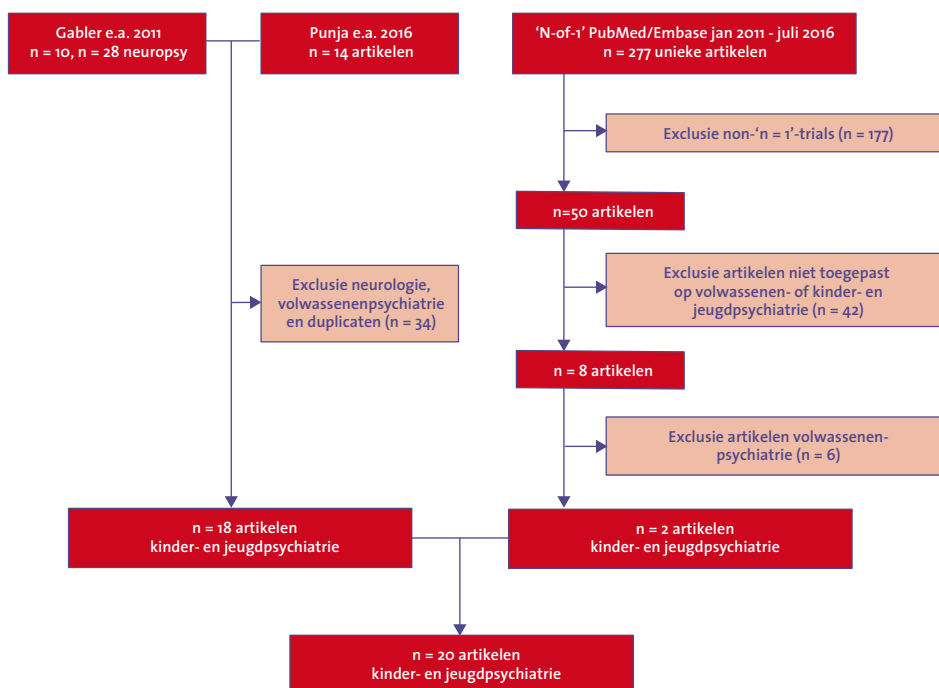 Gabler e.a. 2011
n = 10, n = 28 neuropsy
Punja e.a. 2016
n = 14 artikelen
‘N-of-1’ PubMed/Embase jan 2011 - juli 2016
n = 277 unieke artikelen
Exclusie non-‘n = 1’-trials (n = 177)
n=50 artikelen
Exclusie neurologie,
volwassenenpsychiatrie
en duplicaten (n = 34)
Exclusie artikelen niet toegepast
op volwassenen- of kinder- en
jeugdpsychiatrie (n = 42)
n = 8 artikelen
Exclusie artikelen volwassenen-
psychiatrie (n = 6)
n = 18 artikelen
kinder- en jeugdpsychiatrie
n = 2 artikelen
kinder- en jeugdpsychiatrie
n = 20 artikelen
kinder- en jeugdpsychiatrie